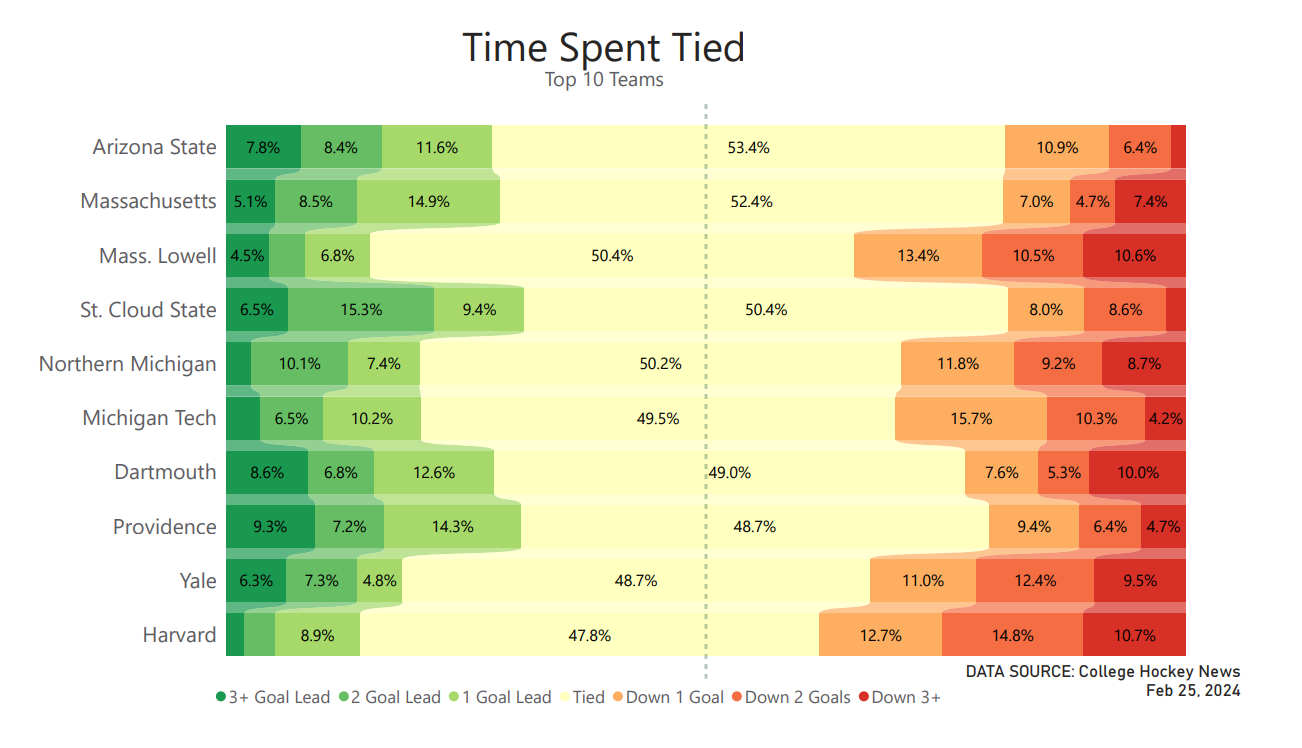 Time Spent Tied
Top 10 Teams
Arizona State 7.8% 8.4% 11.6% 53.4% 10.9% 6.4%
Massachusetts 5.1% 8.5% 14.9% 52.4% 7.0% 4.7% 7.4%
Mass. Lowell 4.5% 6.8% 50.4% 13.4% 10.5% 10.6%
St. Cloud State 6.5% 15.3% 9.4% 50.4% 8.0% 8.6%
Northern Michigan 10.1% 7.4% 50.2% 11.8% 9.2% 8.7%
Michigan Tech 6.5% 10.2% 49.5% 15.7% 10.3% 4.2%
Dartmouth 8.6% 6.8% 12.6% 49.0% 7.6% 5.3% 10.0%
Providence 9.3% 7.2% 14.3% 48.7% 9.4% 6.4% 4.7%
Yale 6.3% 7.3% 4.8% 48.7% 11.0% 12.4% 9.5%
Harvard 8.9% 47.8% 12.7% 14.8% 10.7%
DATA SOURCE: College Hockey News
Feb 25, 2024
3+ Goal Lead 2 Goal Lead 1 Goal Lead Tied Down 1 Goal Down 2 Goals Down 3+